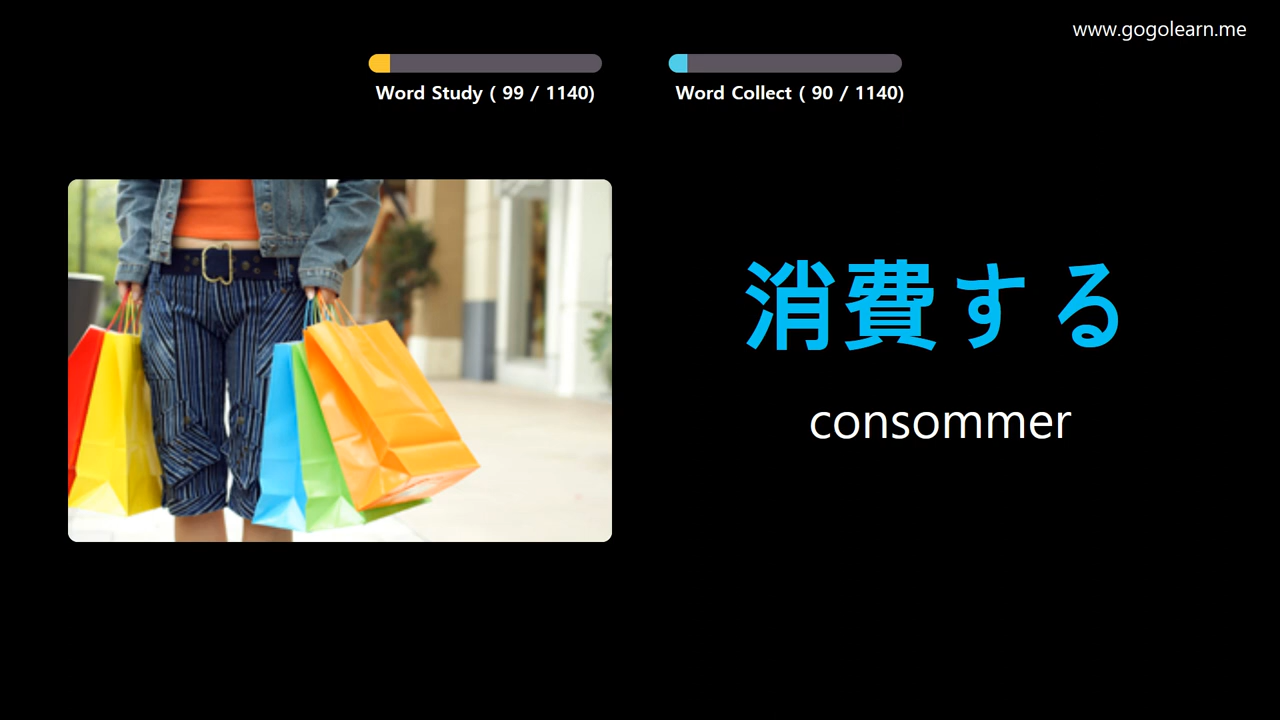 www.gogolearn.me
Word Study ( 99 / 1140)
Word Collect ( 90 / 1140)
消費する
consommer